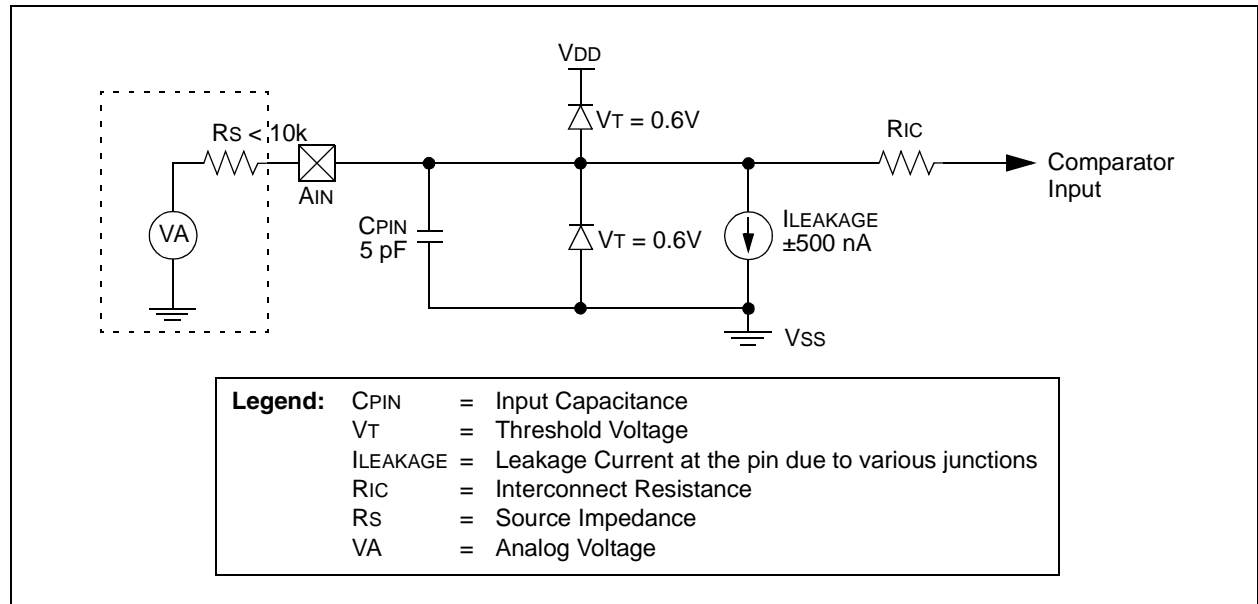 VDD
VT = 0.6V
RS < 10k
RIC
AIN
Comparator
Input
VA
CPIN
5 pF
VT = 0.6V
ILEAKAGE
±500 nA
VSS
Legend: CPIN = Input Capacitance
VT = Threshold Voltage
ILEAKAGE = Leakage Current at the pin due to various junctions
RIC = Interconnect Resistance
RS = Source Impedance
VA = Analog Voltage